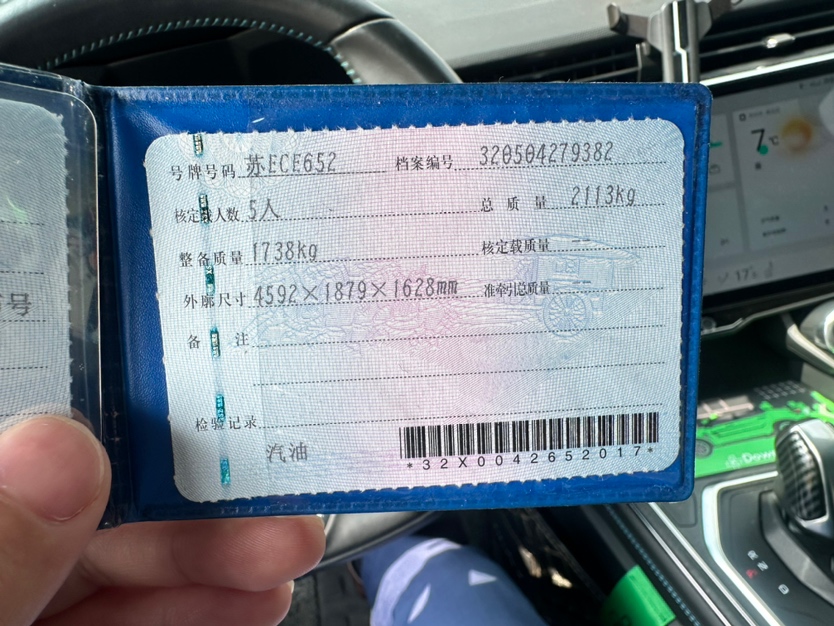 号牌号码 苏ECE652 档案编号 320504279382
核定载人数 5人 总质量 2113kg
整备质量 1738kg 核定载质量 --
外廓尺寸 4592×1879×1628mm 准牵引总质量 --
备注
检验记录
汽油
*32X0042652017*
号
7℃
R
N
D